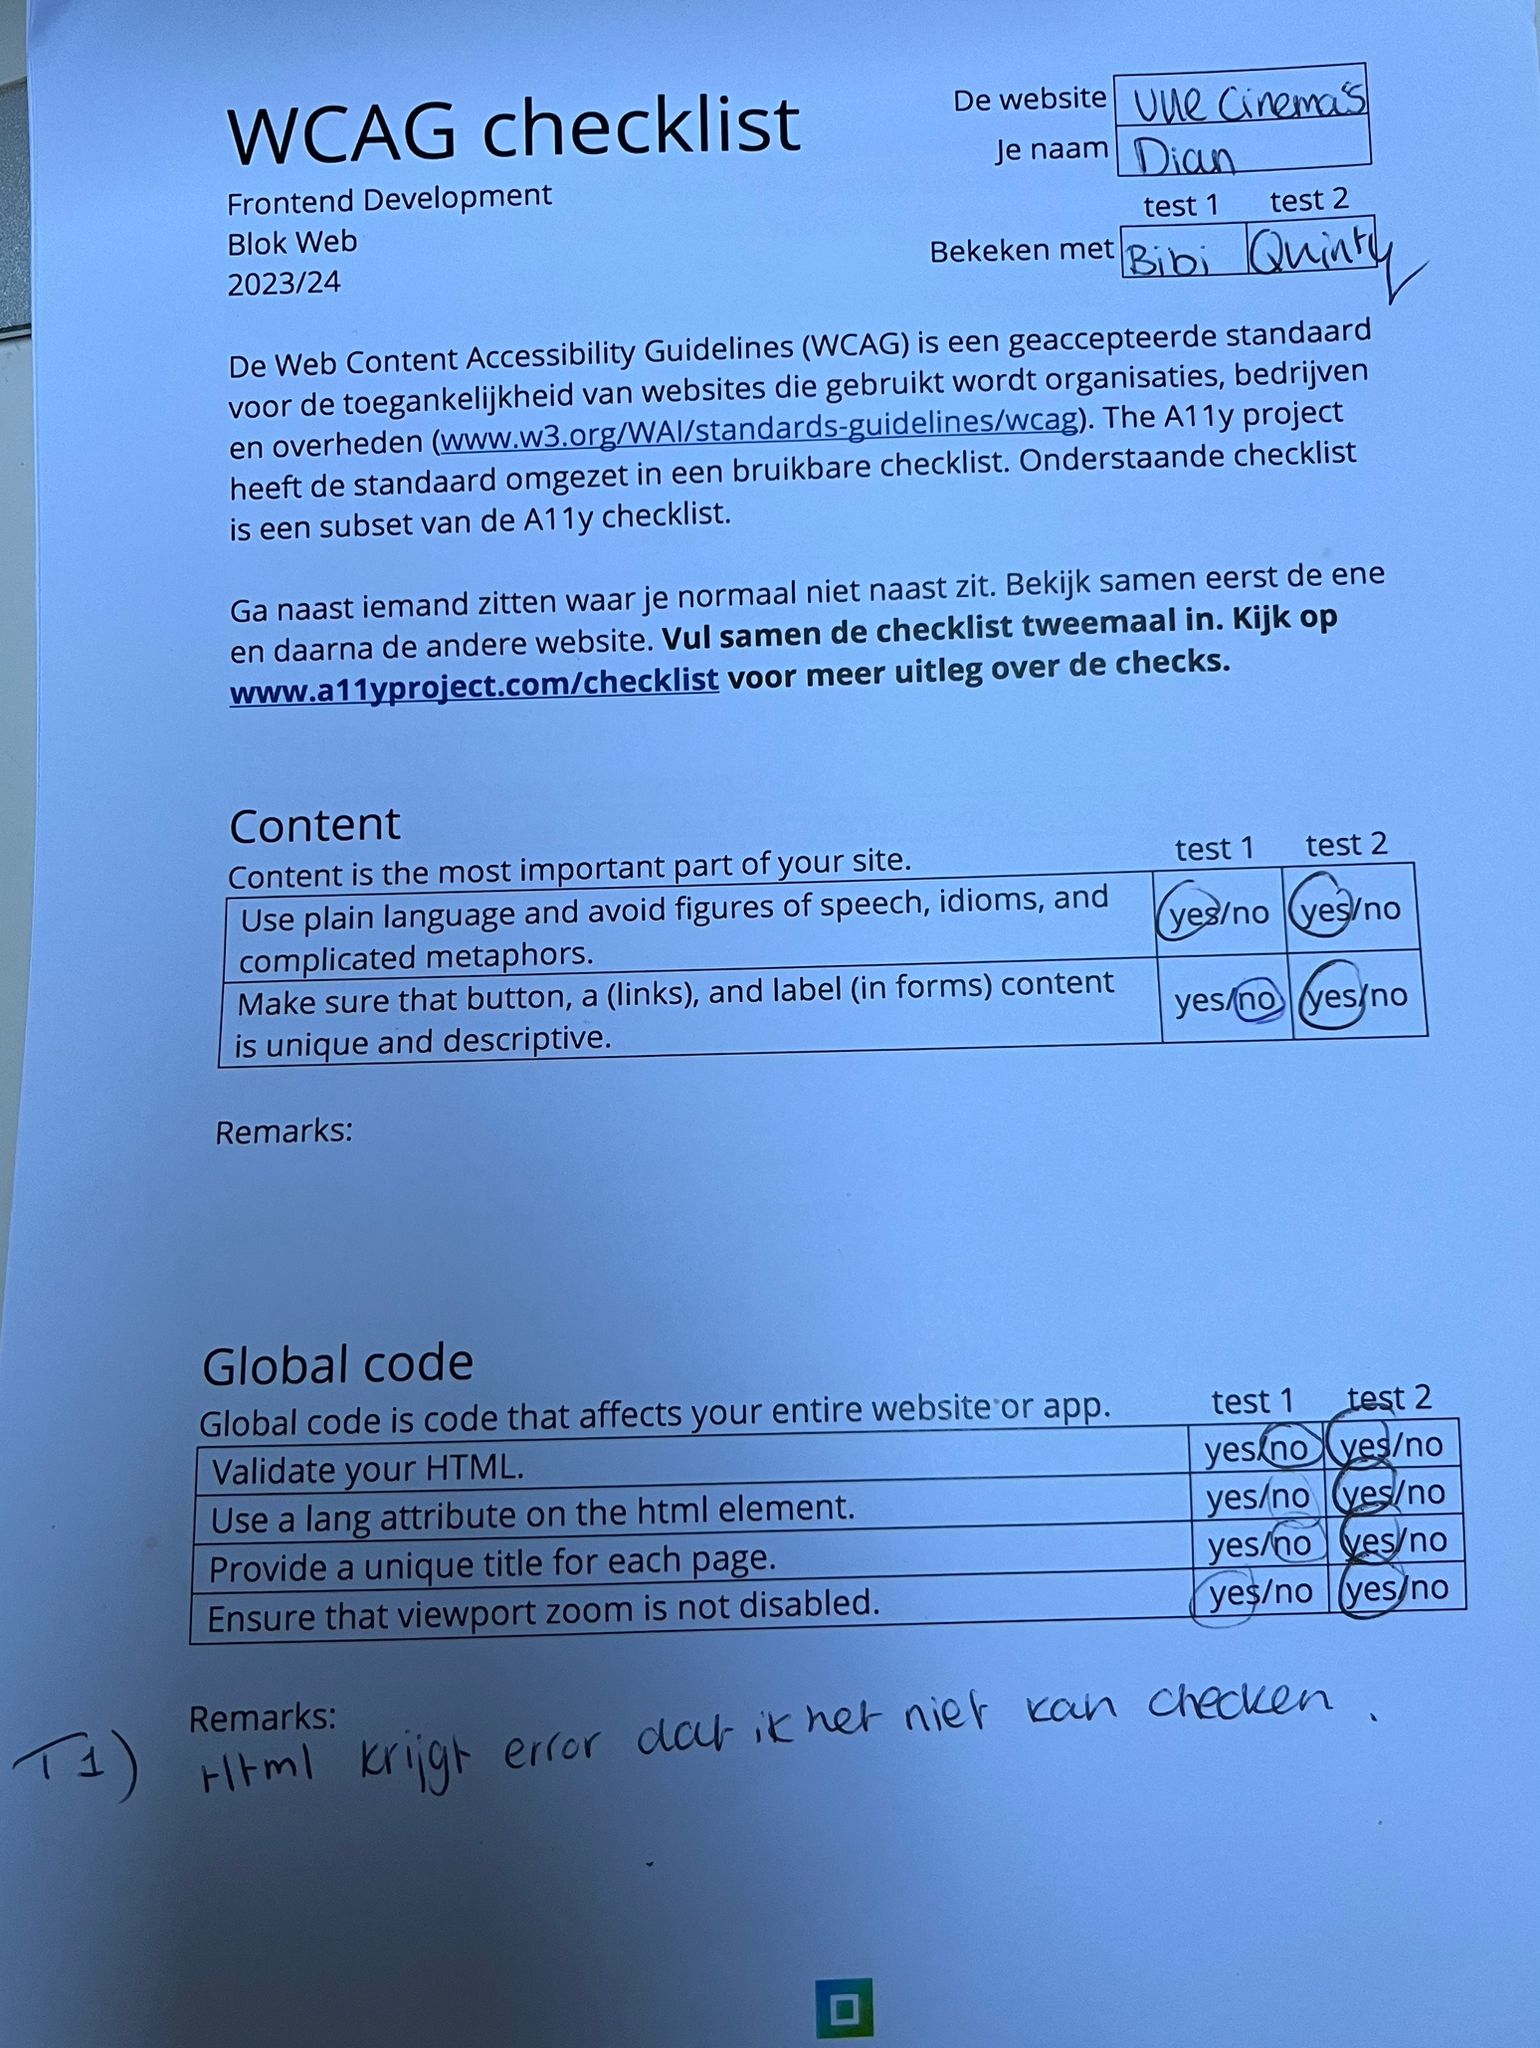 WCAG checklist
Frontend Development
Blok Web
2023/24
De website Vue Cinema's
Je naam Dian
test 1 test 2
Bekeken met Bibi Quinty
De Web Content Accessibility Guidelines (WCAG) is een geaccepteerde standaard
voor de toegankelijkheid van websites die gebruikt wordt organisaties, bedrijven
en overheden (www.w3.org/WAI/standards-guidelines/wcag). The A11y project
heeft de standaard omgezet in een bruikbare checklist. Onderstaande checklist
is een subset van de A11y checklist.
Ga naast iemand zitten waar je normaal niet naast zit. Bekijk samen eerst de ene
en daarna de andere website. Vul samen de checklist tweemaal in. Kijk op
www.a11yproject.com/checklist voor meer uitleg over de checks.
Content
Content is the most important part of your site. test 1 test 2
Use plain language and avoid figures of speech, idioms, and yes/no yes/no
complicated metaphors.
Make sure that button, a (links), and label (in forms) content yes/no yes/no
is unique and descriptive.
Remarks:
Global code
Global code is code that affects your entire website or app. test 1 test 2
Validate your HTML. yes/no yes/no
Use a lang attribute on the html element. yes/no yes/no
Provide a unique title for each page. yes/no yes/no
Ensure that viewport zoom is not disabled. yes/no yes/no
Remarks:
T1) Html krijgt error dat ik het niet kan checken.